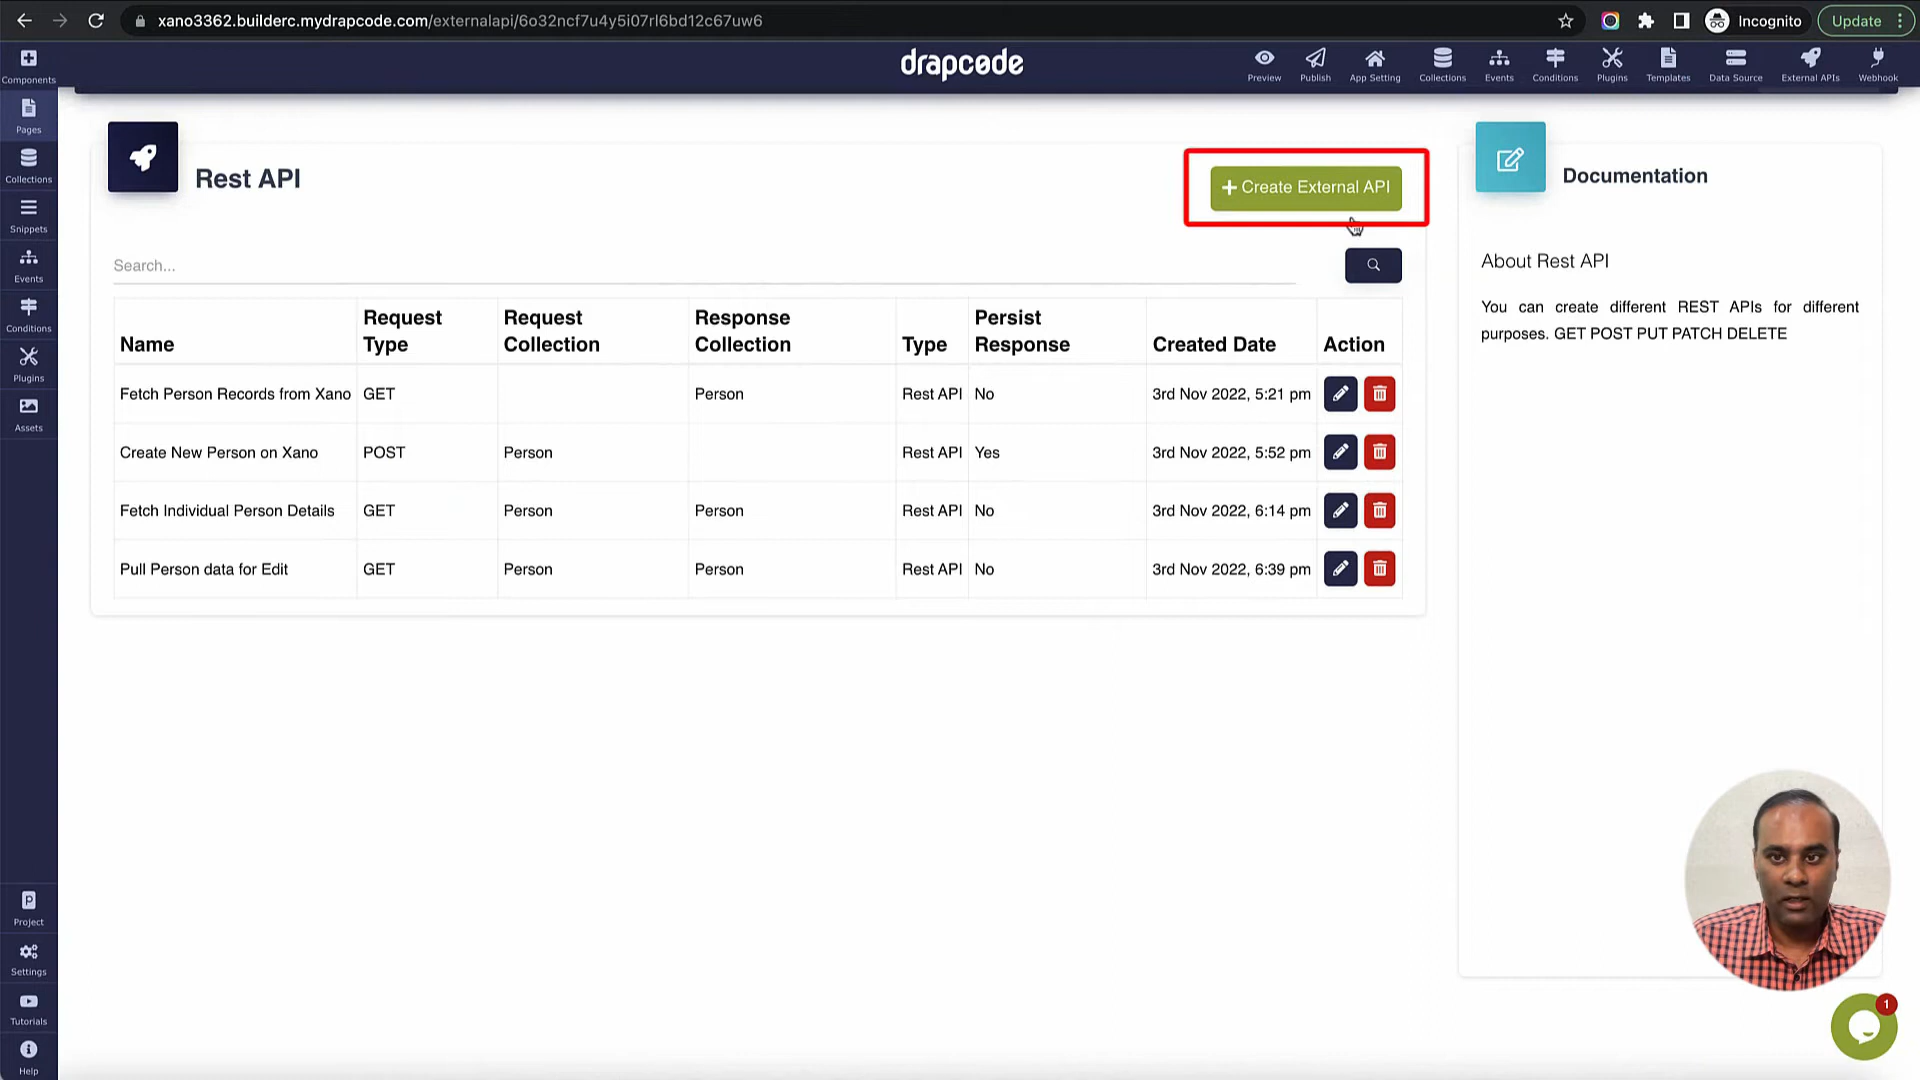 xano3362.builderc.mydrapcode.com/externalapi/6o32ncf7u4y5i07rl6bd12c67uw6
Incognito
Update
Components
drapcode
Preview
Publish
App Setting
Collections
Events
Conditions
Plugins
Templates
Data Source
External APIs
Webhook
Pages
Collections
Snippets
Events
Conditions
Plugins
Assets
Project
Settings
Tutorials
Help
Rest API
+ Create External API
Search...
Name Request Type Request Collection Response Collection Type Persist Response Created Date Action
Fetch Person Records from Xano GET Person Rest API No 3rd Nov 2022, 5:21 pm
Create New Person on Xano POST Person Rest API Yes 3rd Nov 2022, 5:52 pm
Fetch Individual Person Details GET Person Person Rest API No 3rd Nov 2022, 6:14 pm
Pull Person data for Edit GET Person Person Rest API No 3rd Nov 2022, 6:39 pm
Documentation
About Rest API
You can create different REST APIs for different
purposes. GET POST PUT PATCH DELETE
1